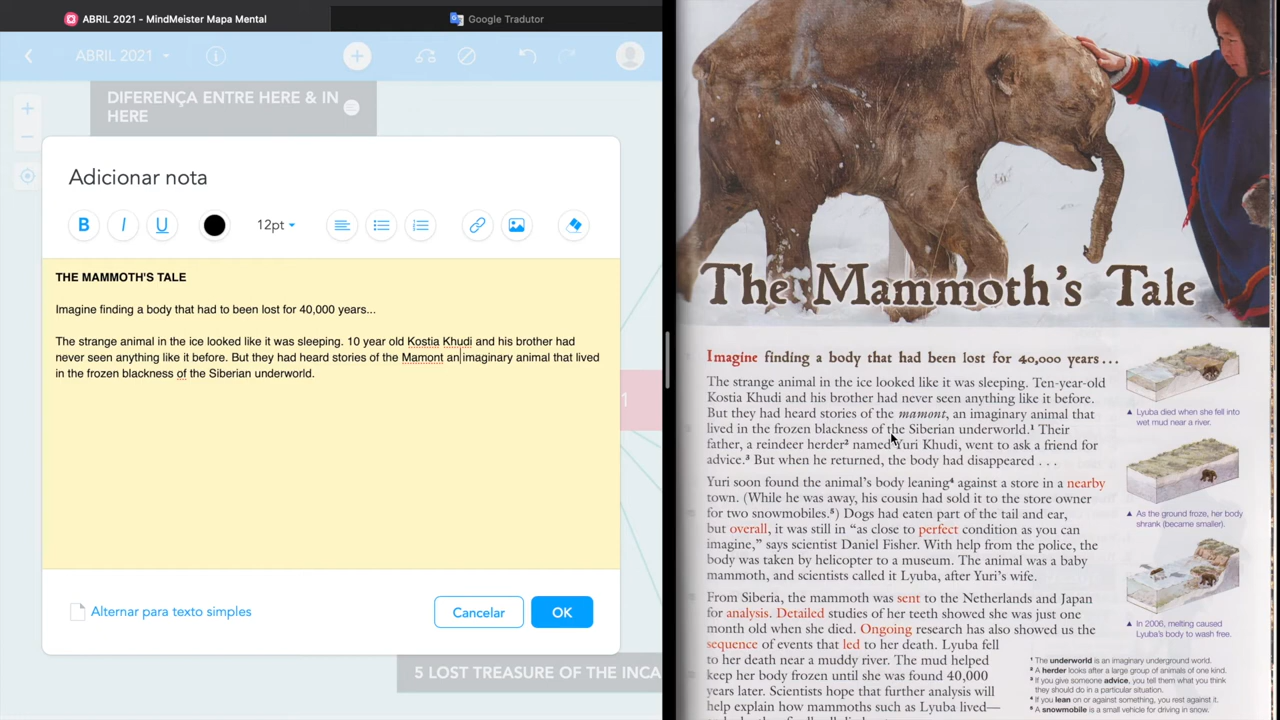 ABRIL 2021 - MindMeister Mapa Mental
Google Tradutor
ABRIL 2021
DIFERENÇA ENTRE HERE & IN
HERE
Adicionar nota
B I U 12pt
THE MAMMOTH'S TALE
Imagine finding a body that had to been lost for 40,000 years...
The strange animal in the ice looked like it was sleeping. 10 year old Kostia Khudi and his brother had
never seen anything like it before. But they had heard stories of the Mamont an imaginary animal that lived
in the frozen blackness of the Siberian underworld.
Alternar para texto simples
Cancelar
OK
1
5 LOST TREASURE OF THE INCA
The Mammoth's Tale
Imagine finding a body that had been lost for 40,000 years...
The strange animal in the ice looked like it was sleeping. Ten-year-old
Kostia Khudi and his brother had never seen anything like it before.
But they had heard stories of the mamont, an imaginary animal that
lived in the frozen blackness of the Siberian underworld.¹ Their
father, a reindeer herder² named Yuri Khudi, went to ask a friend for
advice.³ But when he returned, the body had disappeared . . .
Yuri soon found the animal's body leaning⁴ against a store in a nearby
town. (While he was away, his cousin had sold it to the store owner
for two snowmobiles.⁵) Dogs had eaten part of the tail and ear,
but overall, it was still in “as close to perfect condition as you can
imagine,” says scientist Daniel Fisher. With help from the police, the
body was taken by helicopter to a museum. The animal was a baby
mammoth, and scientists called it Lyuba, after Yuri's wife.
From Siberia, the mammoth was sent to the Netherlands and Japan
for analysis. Detailed studies of her teeth showed she was just one
month old when she died. Ongoing research has also showed us the
sequence of events that led to her death. Lyuba fell
to her death near a muddy river. The mud helped
keep her body frozen until she was found 40,000
years later. Scientists hope that further analysis will
help explain how mammoths such as Lyuba lived—
▲ Lyuba died when she fell into
wet mud near a river.
▲ As the ground froze, her body
shrank (became smaller).
▲ In 2006, melting caused
Lyuba's body to wash free.
¹ The underworld is an imaginary underground world.
² A herder looks after a large group of animals of one kind.
³ If you give someone advice, you tell them what you think
they should do in a particular situation.
⁴ If you lean on or against something, you rest against it.
⁵ A snowmobile is a small vehicle for driving in snow.